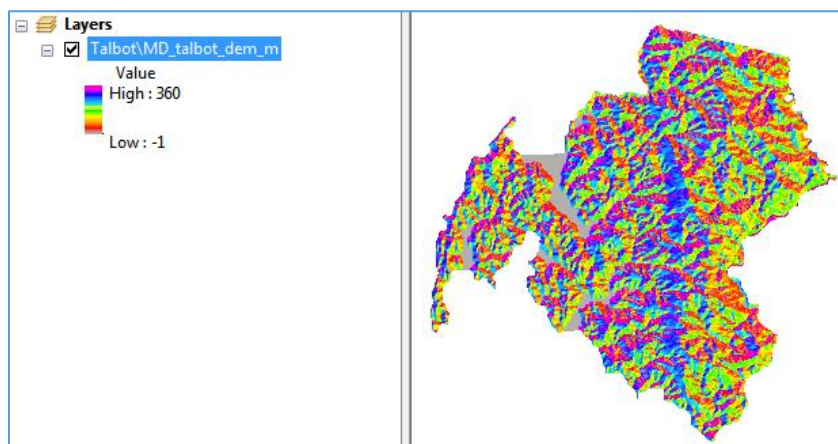 Layers
Talbot\MD_talbot_dem_m
Value
High : 360
Low : -1